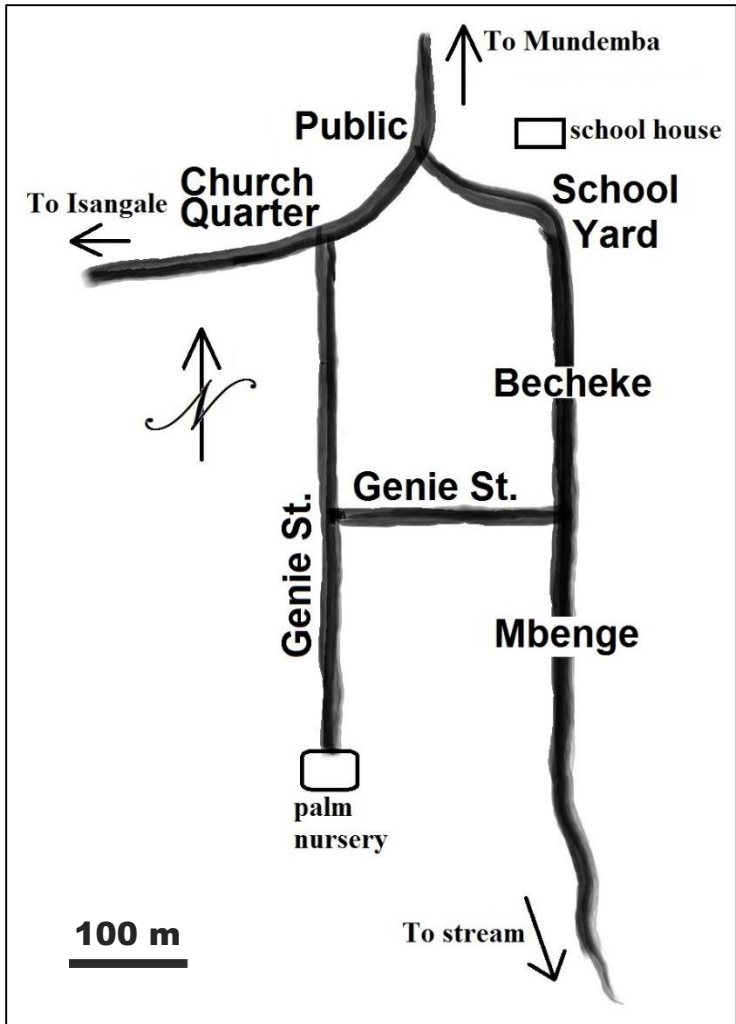 To Mundemba
Public
school house
Church
Quarter
To Isangale
School
Yard
N
Becheke
Genie St.
Genie St.
Mbenge
palm
nursery
To stream
100 m